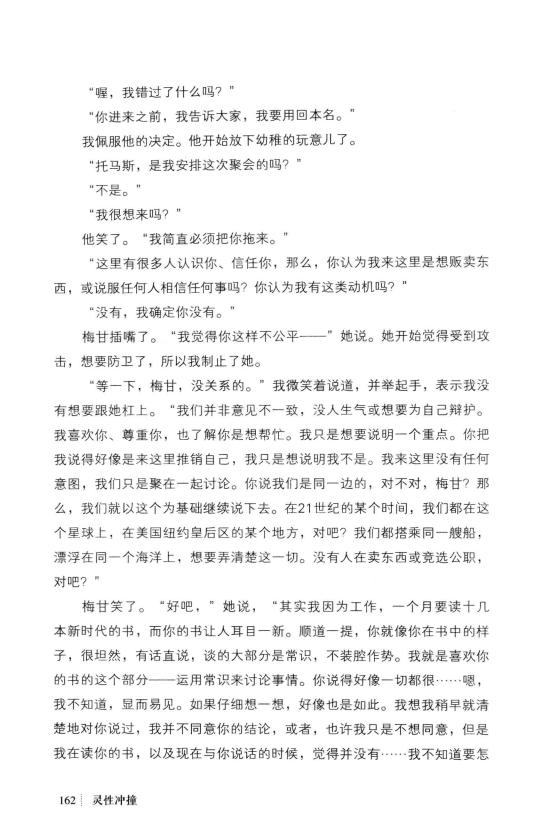 “喔，我错过了什么吗？”
“你进来之前，我告诉大家，我要用回本名。”
我佩服他的决定。他开始放下幼稚的玩意儿了。
“托马斯，是我安排这次聚会的吗？”
“不是。”
“我很想来吗？”
他笑了。“我简直必须把你拖来。”
“这里有很多人认识你、信任你，那么，你认为我来这里是想贩卖东
西，或说服任何人相信任何事吗？你认为我有这类动机吗？”
“没有，我确定你没有。”
梅甘插嘴了。“我觉得你这样不公平——”她说。她开始觉得受到攻
击，想要防卫了，所以我制止了她。
“等一下，梅甘，没关系的。”我微笑着说道，并举起手，表示我没
有想要跟她杠上。“我们并非意见不一致，没人生气或想要为自己辩护。
我喜欢你、尊重你，也了解你是想帮忙。我只是想要说明一个重点。你把
我说得好像是来这里推销自己，我只是想说明我不是。我来这里没有任何
意图，我们只是聚在一起讨论。你说我们是同一边的，对不对，梅甘？那
么，我们就以这个为基础继续说下去。在21世纪的某个时间，我们都在这
个星球上，在美国纽约皇后区的某个地方，对吧？我们都搭乘同一艘船，
漂浮在同一个海洋上，想要弄清楚这一切。没有人在卖东西或竞选公职，
对吧？”
梅甘笑了。“好吧，”她说，“其实我因为工作，一个月要读十几
本新时代的书，而你的书让人耳目一新。顺道一提，你就像你在书中的样
子，很坦然，有话直说，谈的大部分是常识，不装腔作势。我就是喜欢你
的书的这个部分——运用常识来讨论事情。你说得好像一切都很……嗯，
我不知道，显而易见。如果仔细想一想，好像也是如此。我想我稍早就清
楚地对你说过，我并不同意你的结论，或者，也许我只是不想同意，但是
我在读你的书，以及现在与你说话的时候，觉得并没有……我不知道要怎
162 灵性冲撞